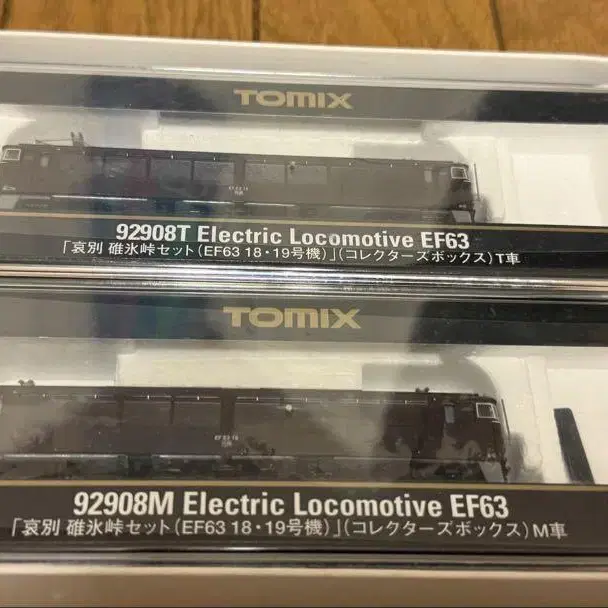 TOMIX
92908T Electric Locomotive EF63
「哀別 碓氷峠セット(EF63 18・19号機)」(コレクターズボックス)T車
TOMIX
92908M Electric Locomotive EF63
「哀別 碓氷峠セット(EF63 18・19号機)」(コレクターズボックス)M車